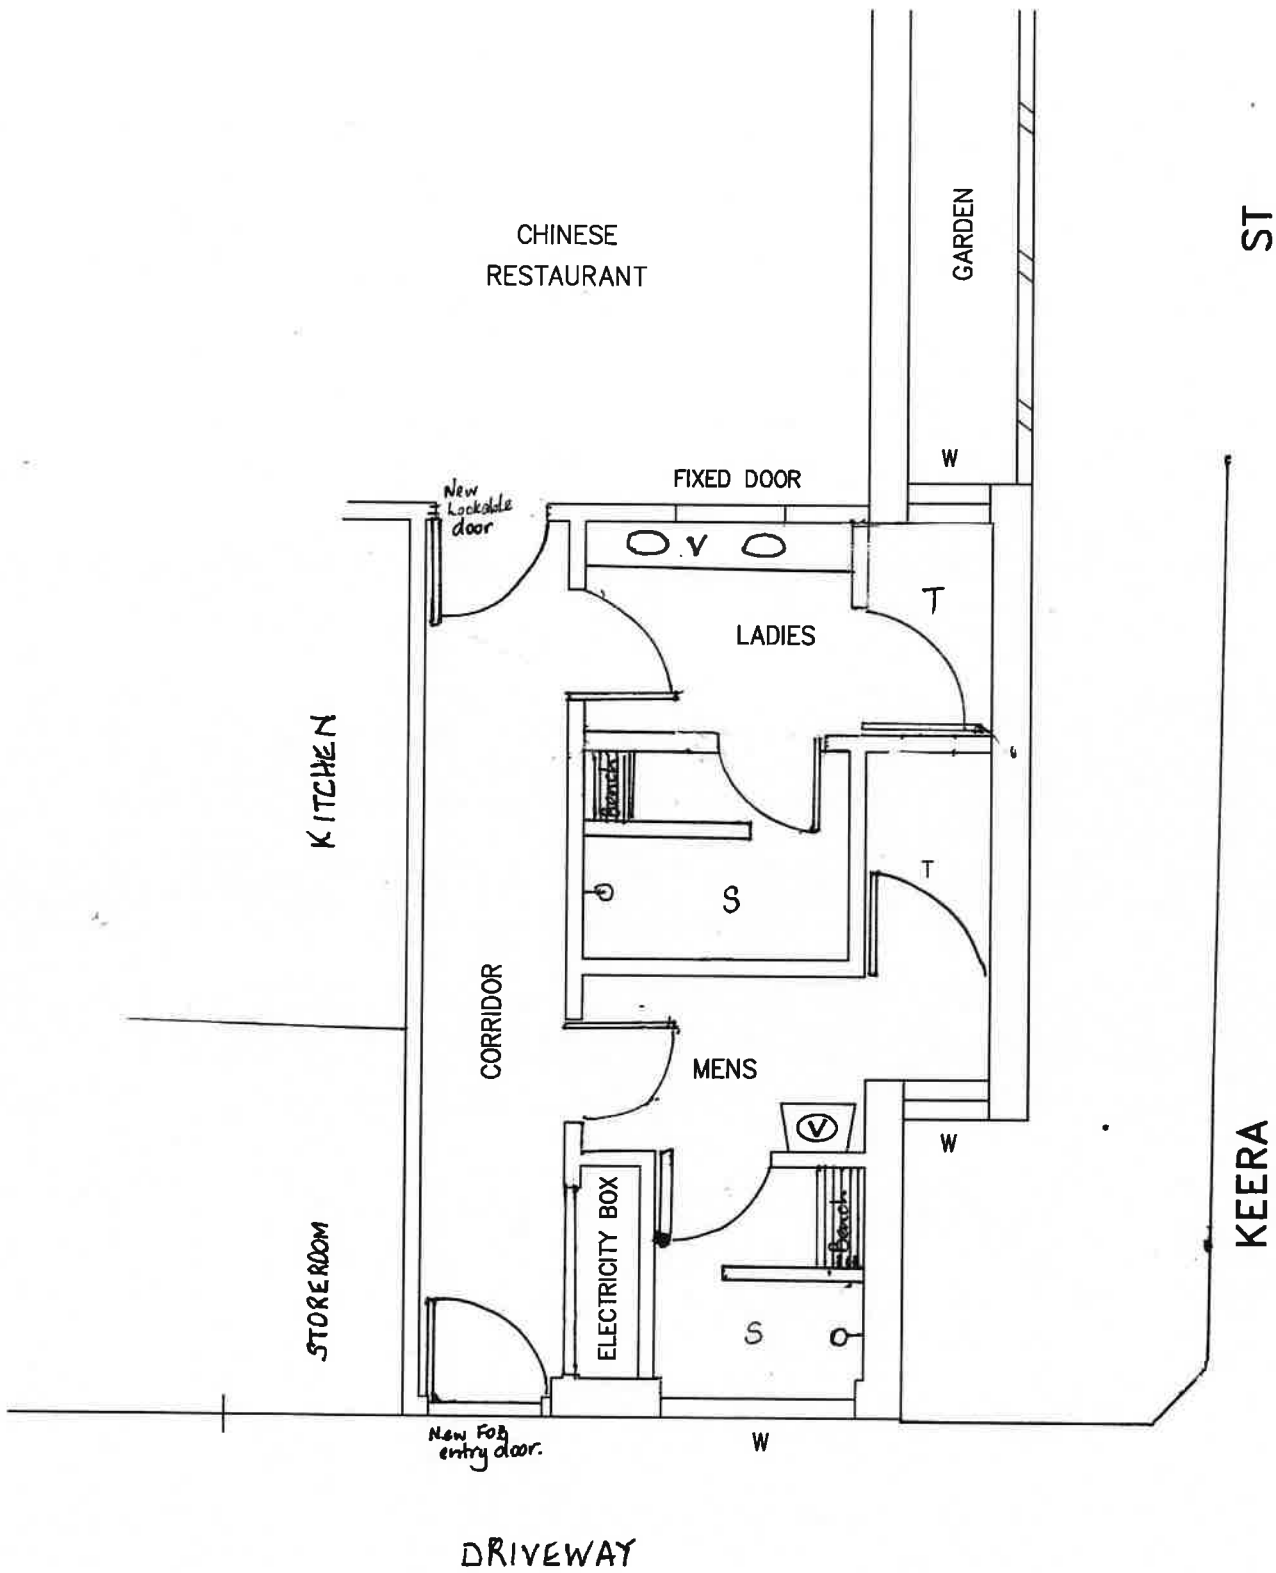 ST
GARDEN
CHINESE
RESTAURANT
W
FIXED DOOR
New
Lockable
door
V
T
LADIES
KITCHEN
Bench
T
S
CORRIDOR
MENS
V
W
KEERA
ELECTRICITY BOX
Bench
STOREROOM
S
New FOB
entry door.
W
DRIVEWAY